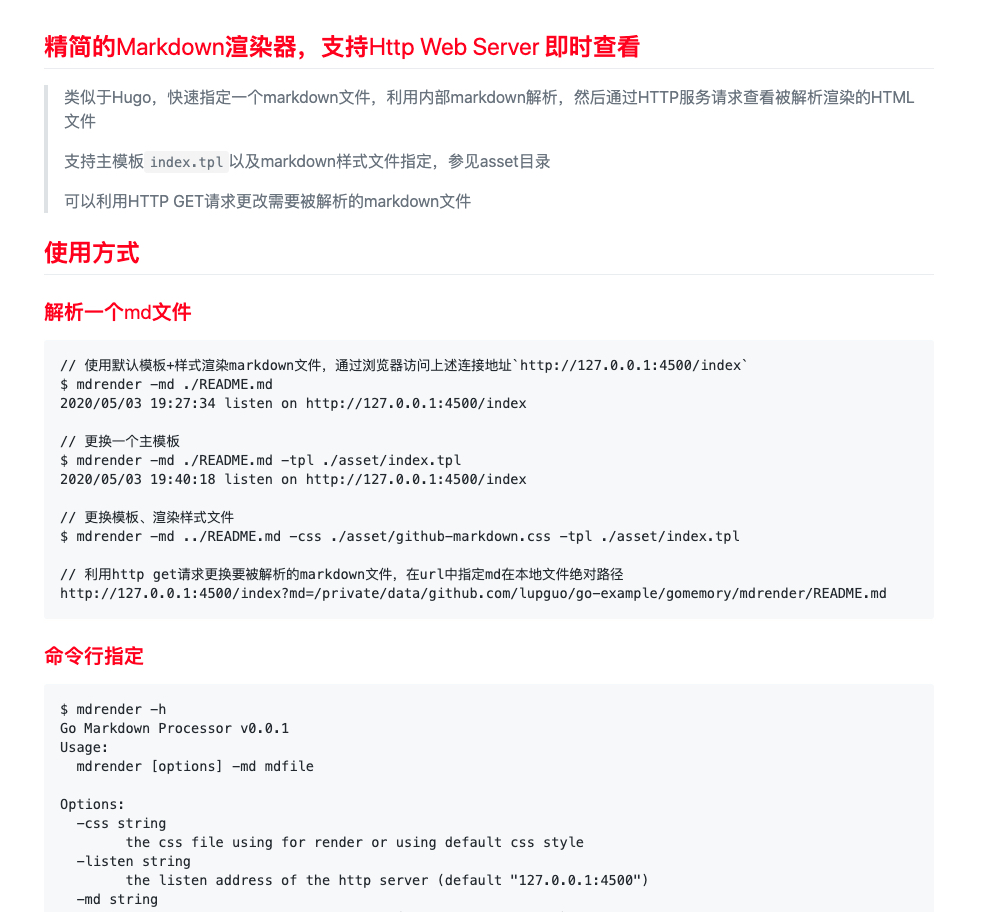 精简的Markdown渲染器，支持Http Web Server 即时查看
类似于Hugo，快速指定一个markdown文件，利用内部markdown解析，然后通过HTTP服务请求查看被解析渲染的HTML
文件
支持主模板 index.tpl 以及markdown样式文件指定，参见asset目录
可以利用HTTP GET请求更改需要被解析的markdown文件
使用方式
解析一个md文件
// 使用默认模板+样式渲染markdown文件，通过浏览器访问上述连接地址`http://127.0.0.1:4500/index`
$ mdrender -md ./README.md
2020/05/03 19:27:34 listen on http://127.0.0.1:4500/index
// 更换一个主模板
$ mdrender -md ./README.md -tpl ./asset/index.tpl
2020/05/03 19:40:18 listen on http://127.0.0.1:4500/index
// 更换模板、渲染样式文件
$ mdrender -md ../README.md -css ./asset/github-markdown.css -tpl ./asset/index.tpl
// 利用http get请求更换要被解析的markdown文件，在url中指定md在本地文件绝对路径
http://127.0.0.1:4500/index?md=/private/data/github.com/lupguo/go-example/gomemory/mdrender/README.md
命令行指定
$ mdrender -h
Go Markdown Processor v0.0.1
Usage:
  mdrender [options] -md mdfile
Options:
  -css string
        the css file using for render or using default css style
  -listen string
        the listen address of the http server (default "127.0.0.1:4500")
  -md string